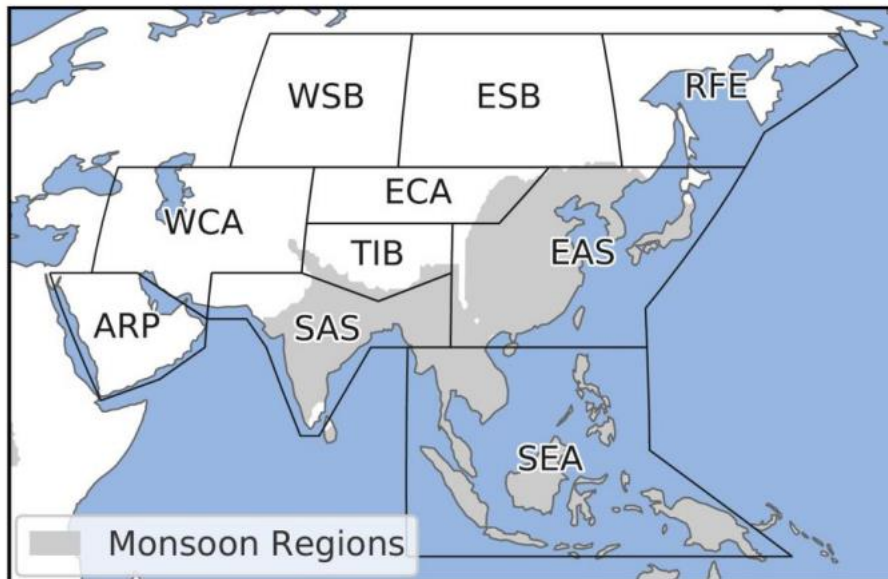 WSB
ESB
RFE
ECA
WCA
TIB
EAS
ARP
SAS
SEA
Monsoon Regions